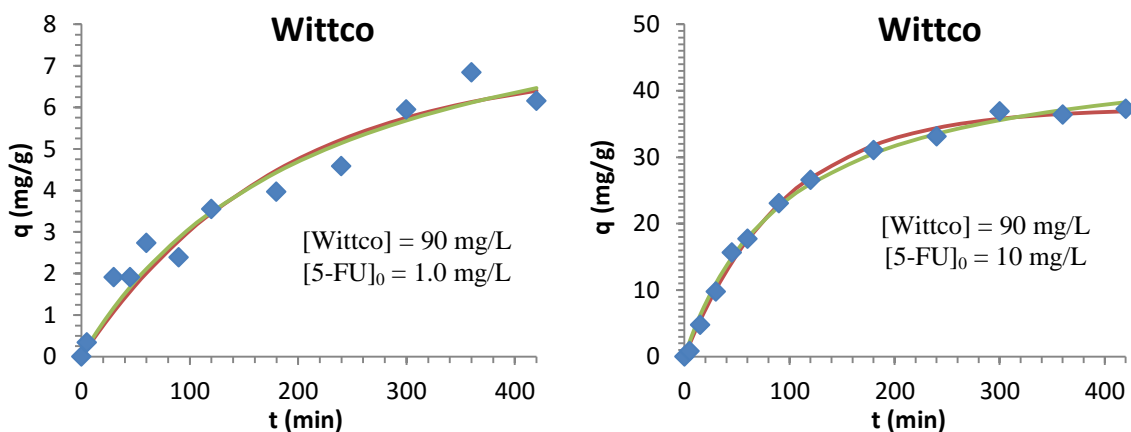 Wittco
8
7
6
5
4
3
2
1
0
q (mg/g)
[Wittco] = 90 mg/L
[5-FU]₀ = 1.0 mg/L
0 100 200 300 400
t (min)
Wittco
50
40
30
20
10
0
q (mg/g)
[Wittco] = 90 mg/L
[5-FU]₀ = 10 mg/L
0 100 200 300 400
t (min)